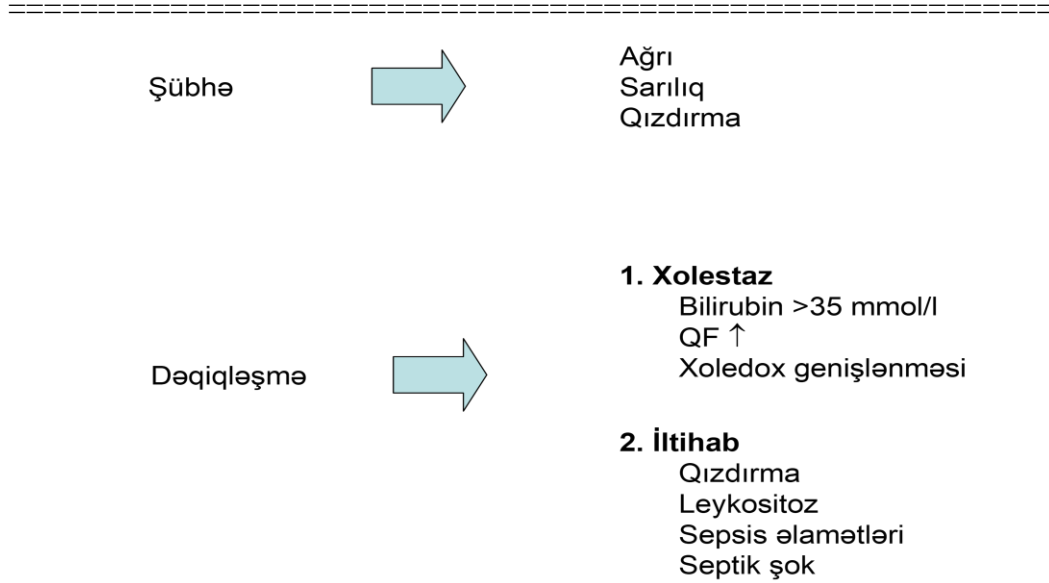 Şübhə
Ağrı
Sarılıq
Qızdırma
Dəqiqləşmə
1. Xolestaz
Bilirubin >35 mmol/l
QF ↑
Xoledox genişlənməsi
2. İltihab
Qızdırma
Leykositoz
Sepsis əlamətləri
Septik şok